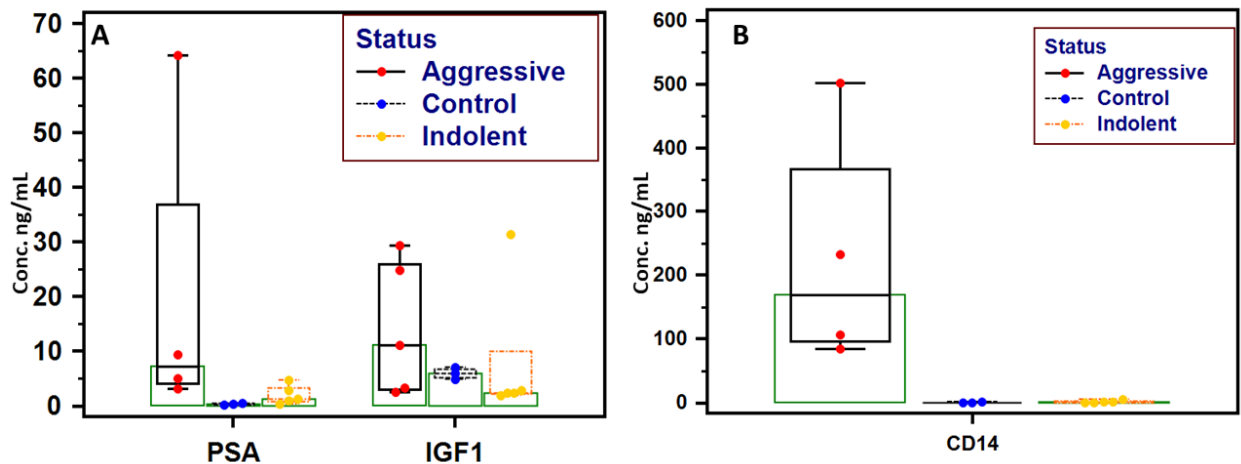 A
Status
Aggressive
Control
Indolent
Conc. ng/mL
70
60
50
40
30
20
10
0
PSA IGF1
B
Status
Aggressive
Control
Indolent
Conc. ng/mL
600
500
400
300
200
100
0
CD14